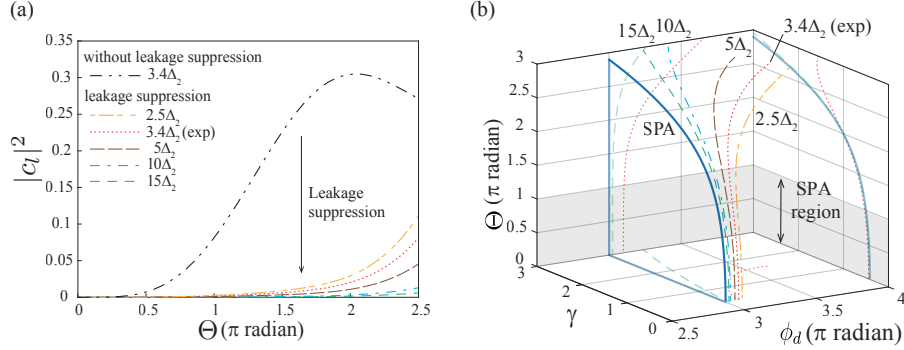 (a)
0.35
0.3
0.25
0.2
0.15
0.1
0.05
0
|c_l|^2
without leakage suppression
3.4Δ_2
leakage suppression
2.5Δ_2
3.4Δ_2 (exp)
5Δ_2
10Δ_2
15Δ_2
Leakage
suppression
0 0.5 1.0 1.5 2.0 2.5
Θ (π radian)
(b)
15Δ_2 10Δ_2 5Δ_2 3.4Δ_2 (exp)
2.5Δ_2
SPA
SPA
region
3
2.5
2
1.5
1
0.5
0
Θ (π radian)
3 2 1 0
γ
2.5 3 3.5 4
ϕ_d (π radian)